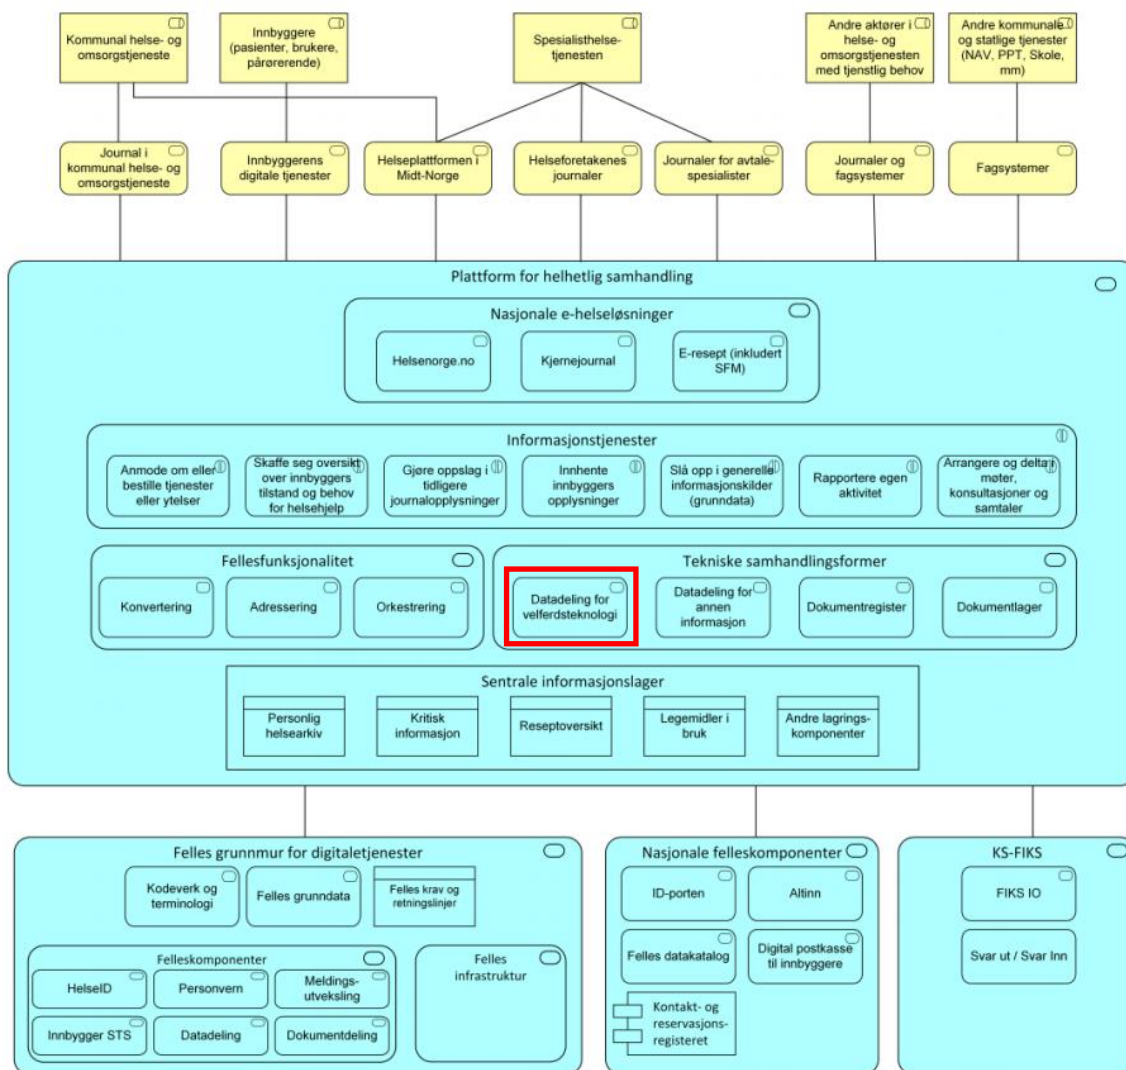 Kommunal helse- og
omsorgstjeneste
Innbyggere
(pasienter, brukere,
pårørerende)
Spesialisthelse-
tjenesten
Andre aktører i
helse- og
omsorgstjenesten
med tjenstlig behov
Andre kommunale
og statlige tjenester
(NAV, PPT, Skole,
mm)
Journal i
kommunal helse- og
omsorgstjeneste
Innbyggerens
digitale tjenester
Helseplattformen i
Midt-Norge
Helseforetakenes
journaler
Journaler for avtale-
spesialister
Journaler og
fagsystemer
Fagsystemer
Plattform for helhetlig samhandling
Nasjonale e-helseløsninger
Helsenorge.no
Kjernejournal
E-resept (inkludert
SFM)
Informasjonstjenester
Anmode om eller
bestille tjenester
eller ytelser
Skaffe seg oversikt
over innbyggers
tilstand og behov
for helsehjelp
Gjøre oppslag i
tidligere
journalopplysninger
Innhente
innbyggers
opplysninger
Slå opp i generelle
informasjonskilder
(grunndata)
Rapportere egen
aktivitet
Arrangere og delta i
møter,
konsultasjoner og
samtaler
Fellesfunksjonalitet
Konvertering
Adressering
Orkestrering
Tekniske samhandlingsformer
Datadeling for
velferdsteknologi
Datadeling for
annen
informasjon
Dokumentregister
Dokumentlager
Sentrale informasjonslager
Personlig
helsearkiv
Kritisk
informasjon
Reseptoversikt
Legemidler i
bruk
Andre lagrings-
komponenter
Felles grunnmur for digitaletjenester
Kodeverk og
terminologi
Felles grunndata
Felles krav og
retningslinjer
Felleskomponenter
HelseID
Personvern
Meldings-
utveksling
Innbygger STS
Datadeling
Dokumentdeling
Felles
infrastruktur
Nasjonale felleskomponenter
ID-porten
Altinn
Felles datakatalog
Digital postkasse
til innbyggere
Kontakt- og
reservasjons-
registeret
KS-FIKS
FIKS IO
Svar ut / Svar Inn